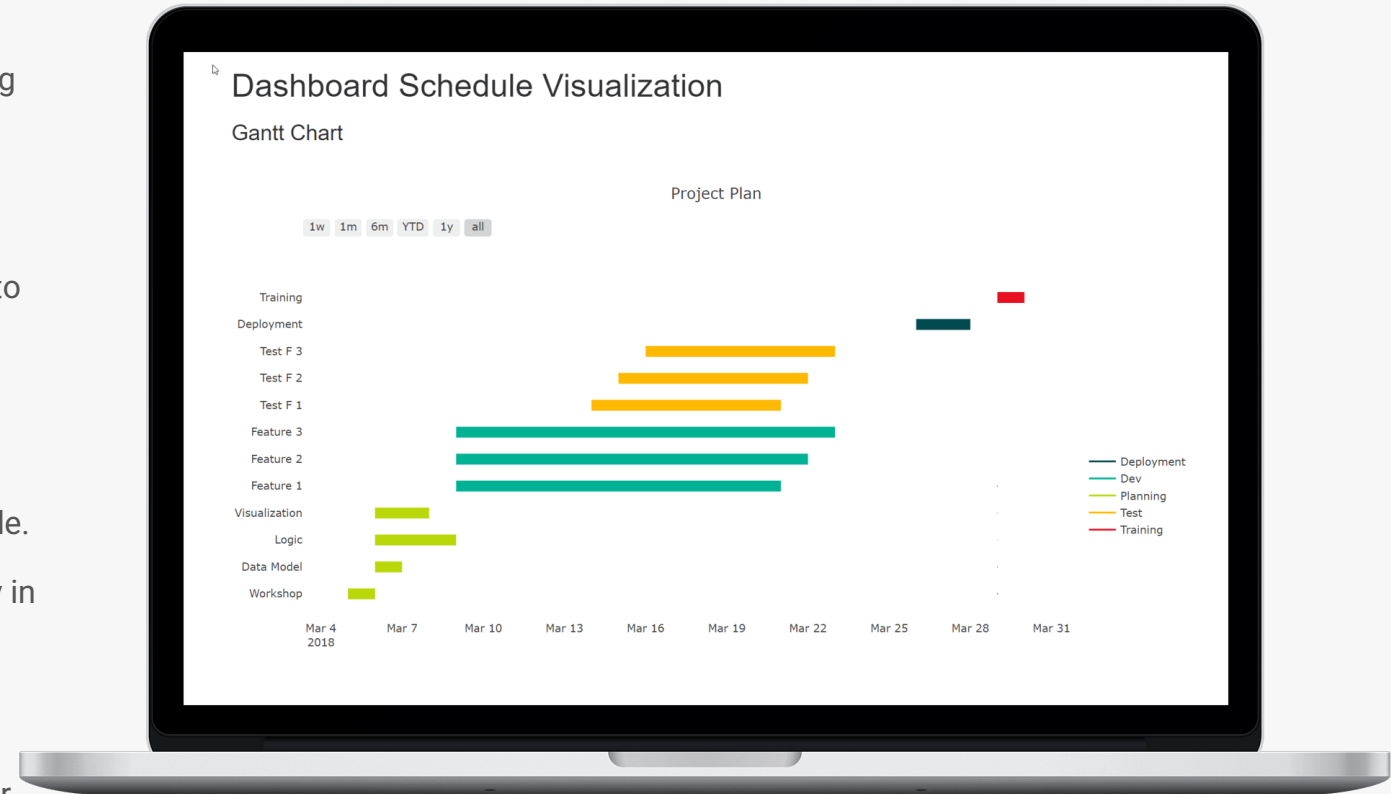 Dashboard Schedule Visualization
Gantt Chart
Project Plan
1w 1m 6m YTD 1y all
Training
Deployment
Test F 3
Test F 2
Test F 1
Feature 3
Feature 2
Feature 1
Visualization
Logic
Data Model
Workshop
Mar 4 Mar 7 Mar 10 Mar 13 Mar 16 Mar 19 Mar 22 Mar 25 Mar 28 Mar 31
2018
Deployment
Dev
Planning
Test
Training
in